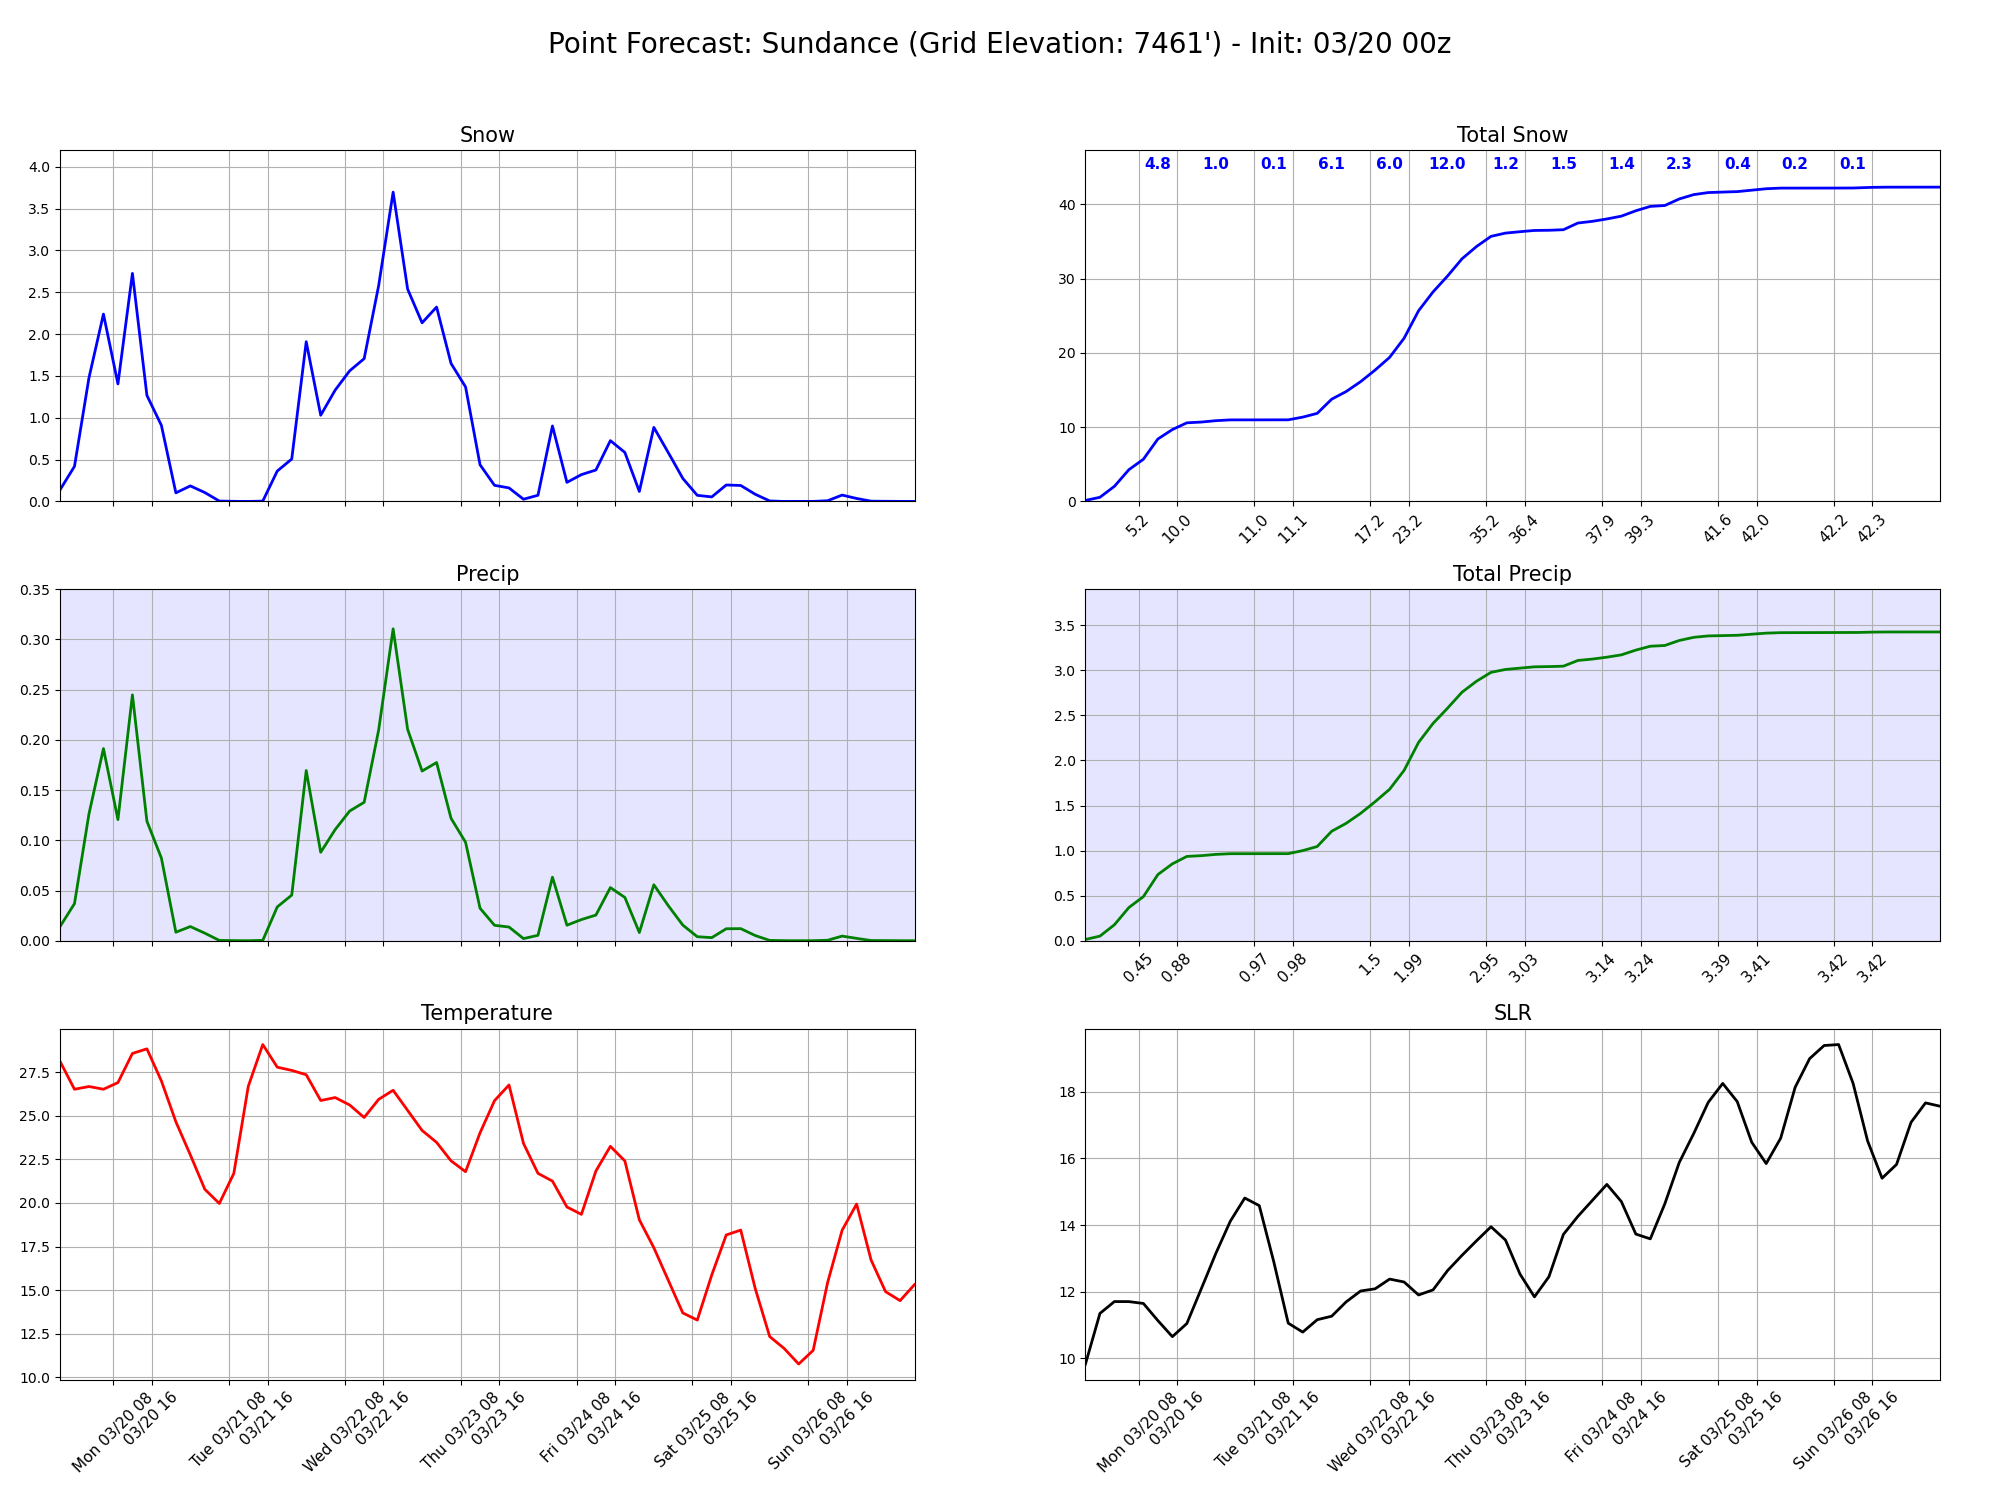 Point Forecast: Sundance (Grid Elevation: 7461') - Init: 03/20 00z
Snow
4.0
3.5
3.0
2.5
2.0
1.5
1.0
0.5
0.0
Total Snow
4.8 1.0 0.1 6.1 6.0 12.0 1.2 1.5 1.4 2.3 0.4 0.2 0.1
40
30
20
10
0
5.2 10.0 11.0 11.1 17.2 23.2 35.2 36.4 37.9 39.3 41.6 42.0 42.2 42.3
Precip
0.35
0.30
0.25
0.20
0.15
0.10
0.05
0.00
Total Precip
3.5
3.0
2.5
2.0
1.5
1.0
0.5
0.0
0.45 0.88 0.97 0.98 1.5 1.99 2.95 3.03 3.14 3.24 3.39 3.41 3.42 3.42
Temperature
27.5
25.0
22.5
20.0
17.5
15.0
12.5
10.0
Mon 03/20 08
03/20 16
Tue 03/21 08
03/21 16
Wed 03/22 08
03/22 16
Thu 03/23 08
03/23 16
Fri 03/24 08
03/24 16
Sat 03/25 08
03/25 16
Sun 03/26 08
03/26 16
SLR
18
16
14
12
10
Mon 03/20 08
03/20 16
Tue 03/21 08
03/21 16
Wed 03/22 08
03/22 16
Thu 03/23 08
03/23 16
Fri 03/24 08
03/24 16
Sat 03/25 08
03/25 16
Sun 03/26 08
03/26 16